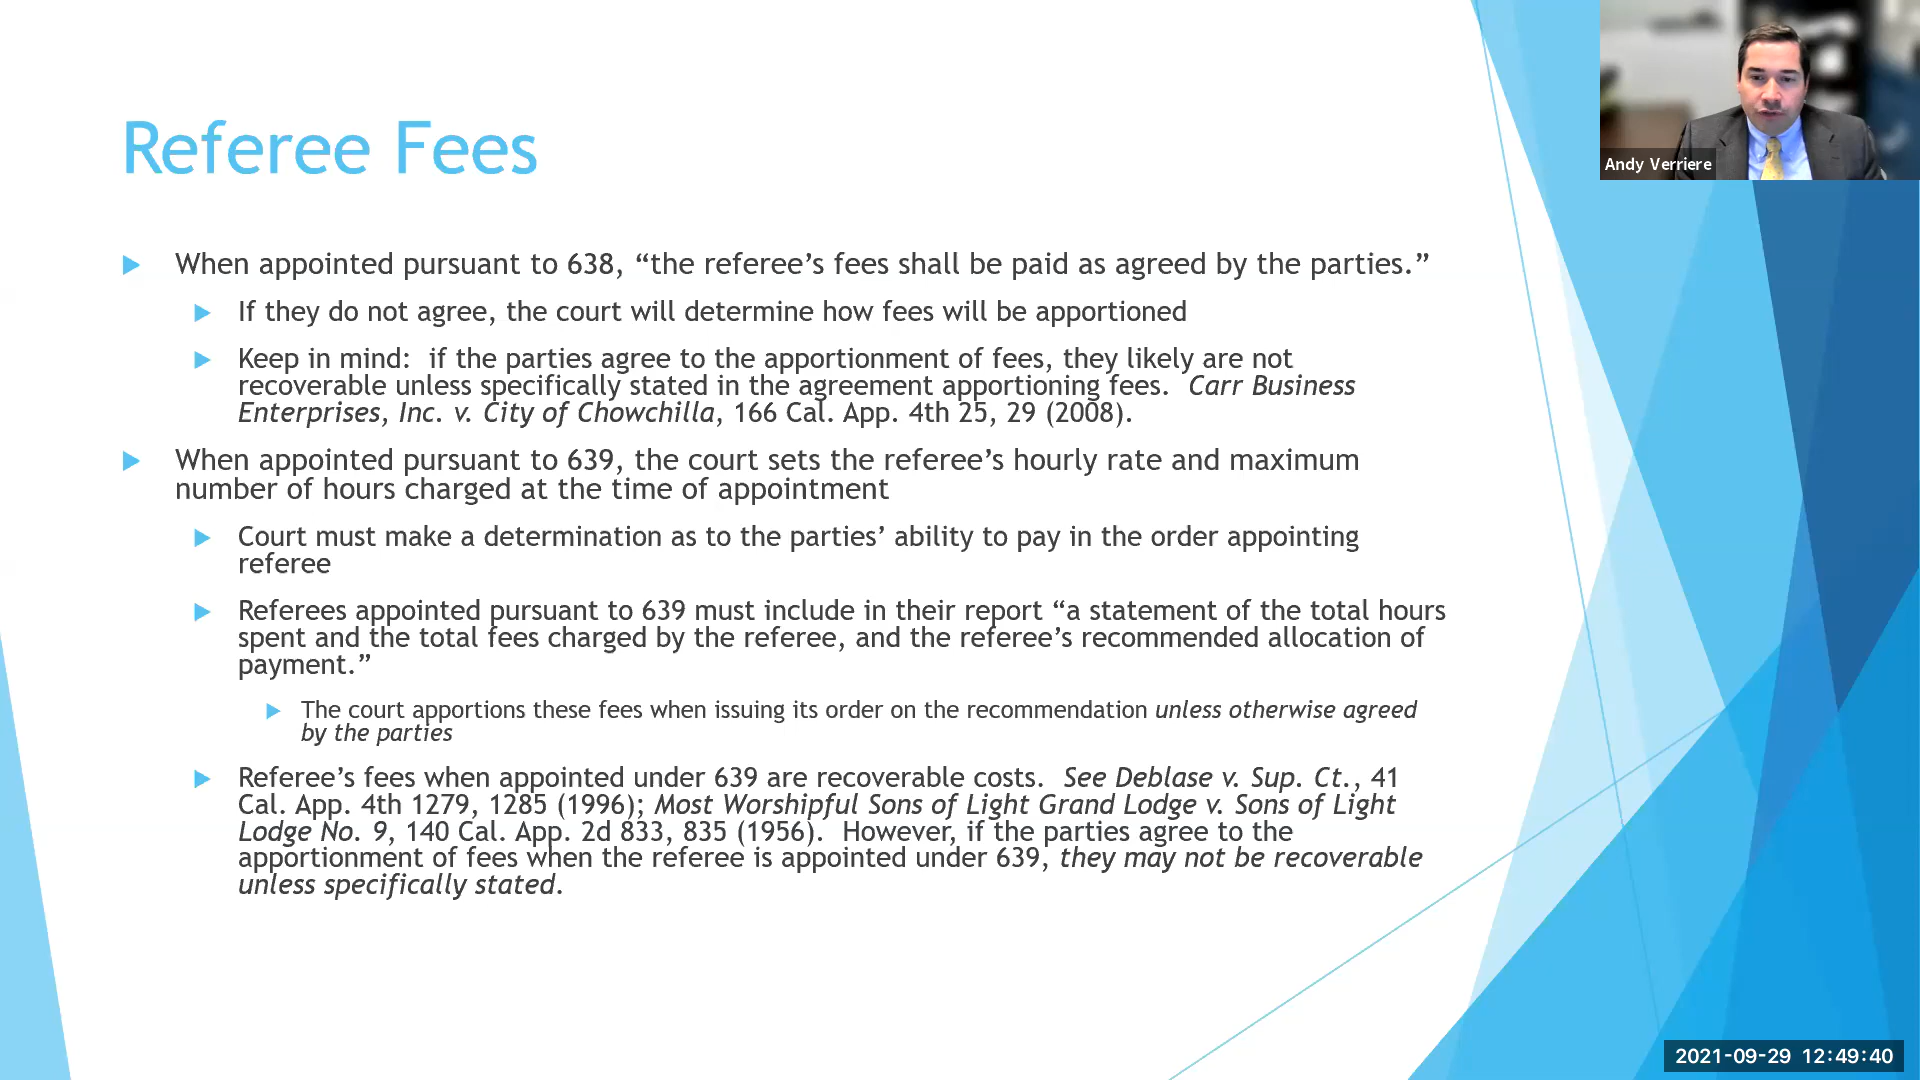 Referee Fees
When appointed pursuant to 638, “the referee’s fees shall be paid as agreed by the parties.”
If they do not agree, the court will determine how fees will be apportioned
Keep in mind:  if the parties agree to the apportionment of fees, they likely are not
recoverable unless specifically stated in the agreement apportioning fees.  Carr Business
Enterprises, Inc. v. City of Chowchilla, 166 Cal. App. 4th 25, 29 (2008).
When appointed pursuant to 639, the court sets the referee’s hourly rate and maximum
number of hours charged at the time of appointment
Court must make a determination as to the parties’ ability to pay in the order appointing
referee
Referees appointed pursuant to 639 must include in their report “a statement of the total hours
spent and the total fees charged by the referee, and the referee’s recommended allocation of
payment.”
The court apportions these fees when issuing its order on the recommendation unless otherwise agreed
by the parties
Referee’s fees when appointed under 639 are recoverable costs.  See Deblase v. Sup. Ct., 41
Cal. App. 4th 1279, 1285 (1996); Most Worshipful Sons of Light Grand Lodge v. Sons of Light
Lodge No. 9, 140 Cal. App. 2d 833, 835 (1956).  However, if the parties agree to the
apportionment of fees when the referee is appointed under 639, they may not be recoverable
unless specifically stated.
Andy Verriere
2021-09-29 12:49:40